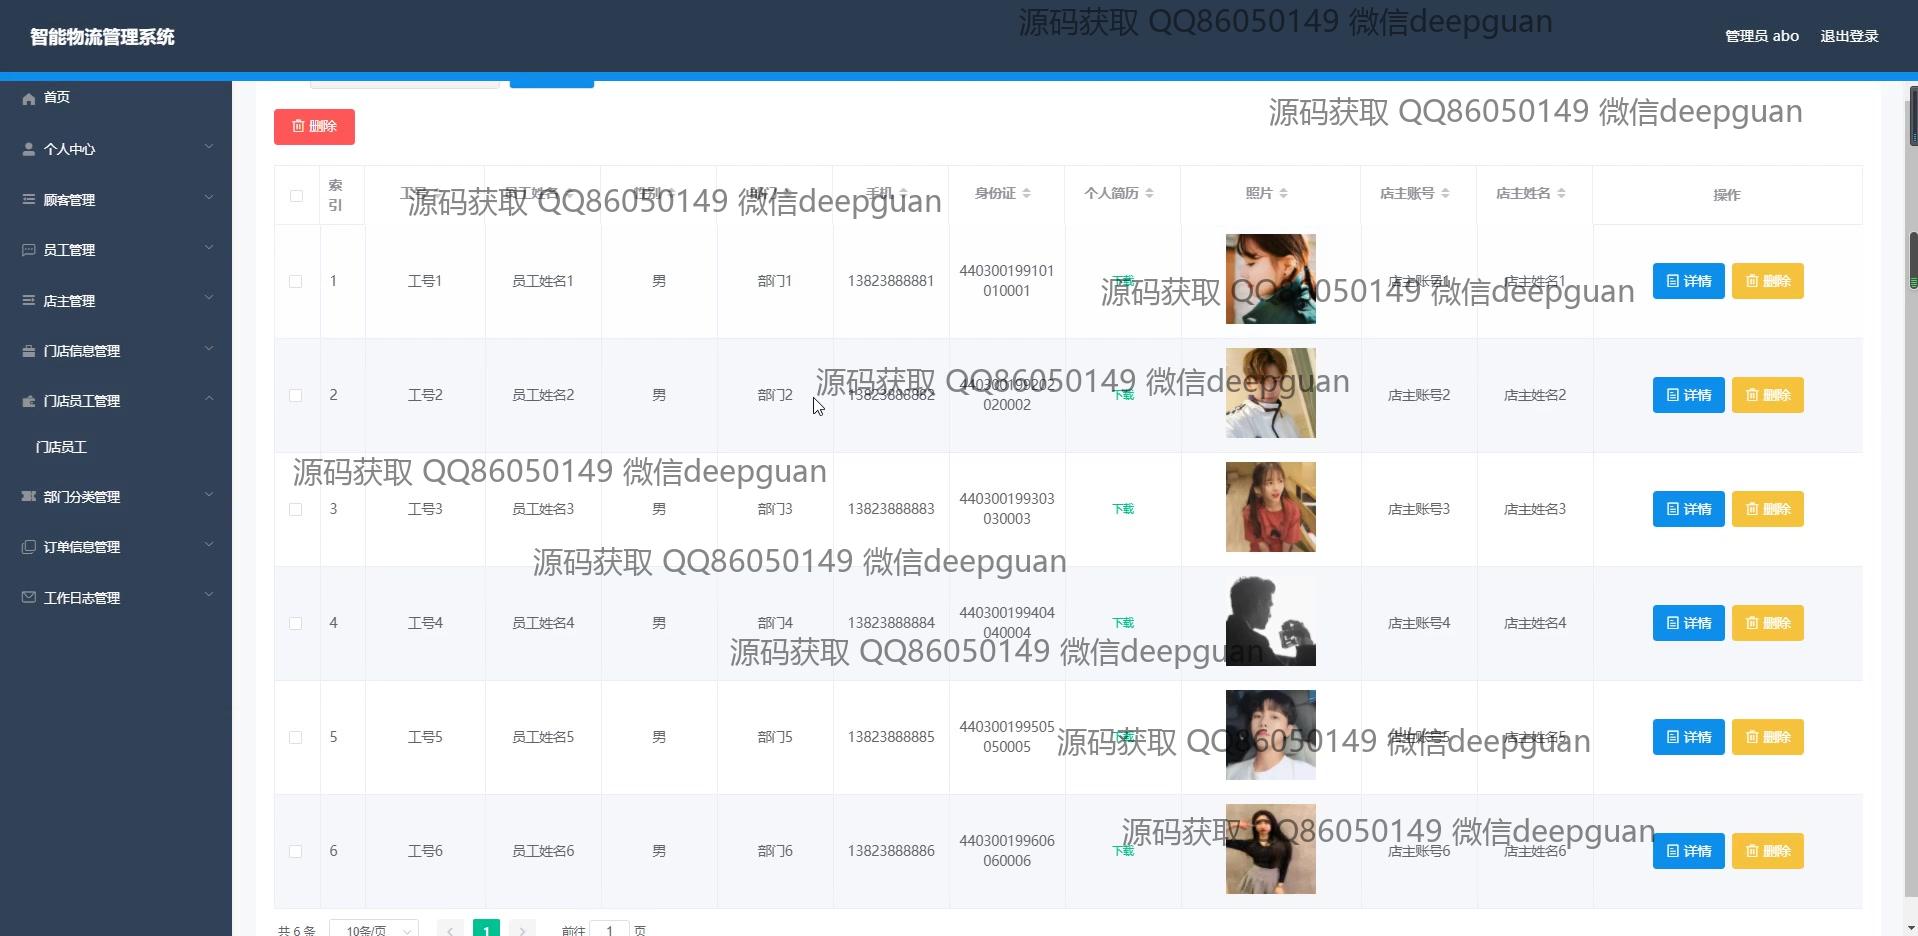 源码获取 QQ86050149 微信deepguan
智能物流管理系统
管理员 abo 退出登录
首页
个人中心
顾客管理
员工管理
店主管理
门店信息管理
门店员工管理
门店员工
部门分类管理
订单信息管理
工作日志管理
源码获取 QQ86050149 微信deepguan
删除
索引 工号 员工姓名 性别 部门 手机 身份证 个人简历 照片 店主账号 店主姓名 操作
源码获取 QQ86050149 微信deepguan
1 工号1 员工姓名1 男 部门1 13823888881 440300199101010001 下载 店主账号1 店主姓名1 详情 删除
源码获取 QQ86050149 微信deepguan
源码获取 QQ86050149 微信deepguan
2 工号2 员工姓名2 男 部门2 13823888882 440300199202020002 下载 店主账号2 店主姓名2 详情 删除
源码获取 QQ86050149 微信deepguan
3 工号3 员工姓名3 男 部门3 13823888883 440300199303030003 下载 店主账号3 店主姓名3 详情 删除
源码获取 QQ86050149 微信deepguan
4 工号4 员工姓名4 男 部门4 13823888884 440300199404040004 下载 店主账号4 店主姓名4 详情 删除
源码获取 QQ86050149 微信deepguan
5 工号5 员工姓名5 男 部门5 13823888885 440300199505050005 下载 店主账号5 店主姓名5 详情 删除
源码获取 QQ86050149 微信deepguan
源码获取 QQ86050149 微信deepguan
6 工号6 员工姓名6 男 部门6 13823888886 440300199606060006 下载 店主账号6 店主姓名6 详情 删除
共 6 条 10条/页 1 前往 1 页